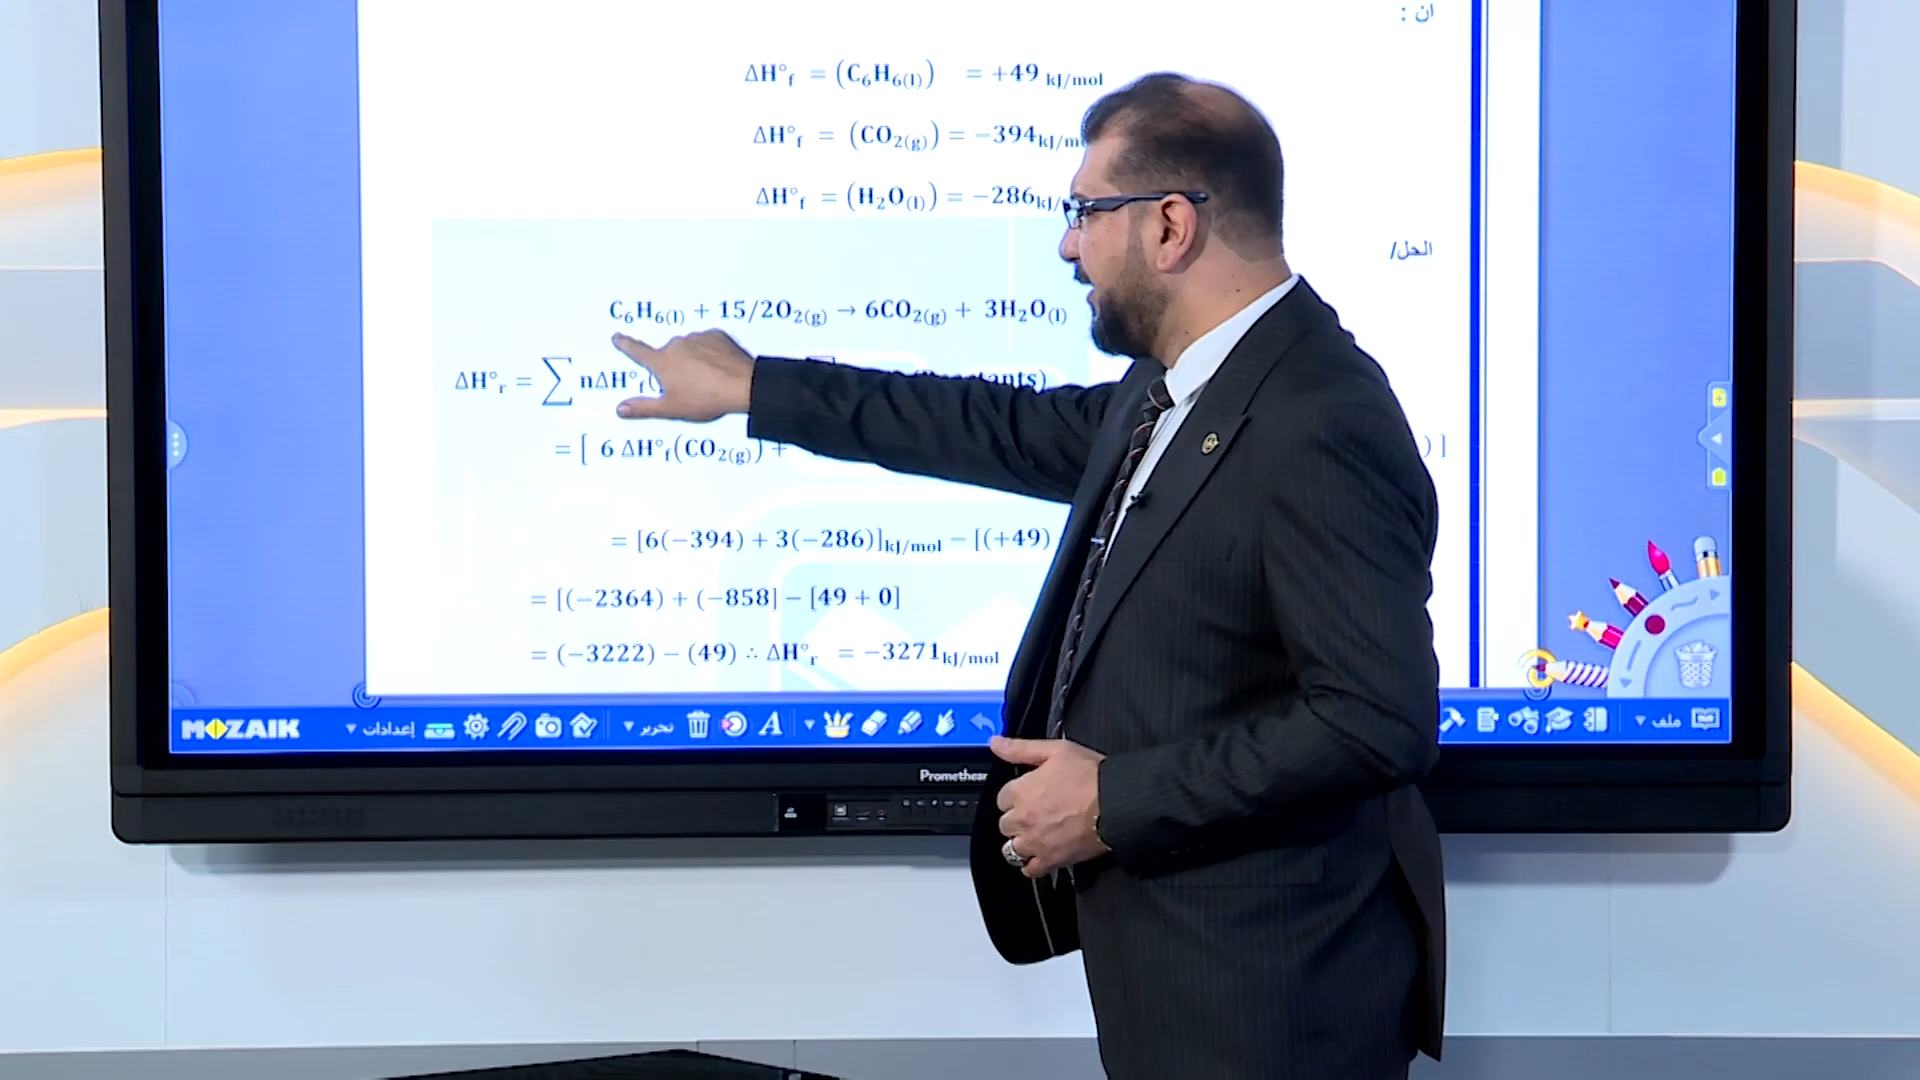 ان :
ΔH°f = (C₆H₆₍ₗ₎) = +49 kJ/mol
ΔH°f = (CO₂(g)) = −394kJ/m
ΔH°f = (H₂O₍ₗ₎) = −286kJ/
الحل/
C₆H₆₍ₗ₎ + 15/2O₂(g) → 6CO₂(g) + 3H₂O₍ₗ₎
ΔH°r = ∑ nΔH°f( tants)
= [ 6 ΔH°f(CO₂(g)) + ) ]
= [6(−394) + 3(−286)]kJ/mol − [(+49)
= [(−2364) + (−858] − [49 + 0]
= (−3222) − (49) ∴ ΔH°r = −3271kJ/mol
MOZAIK إعدادات تحرير A ملف
Promethean